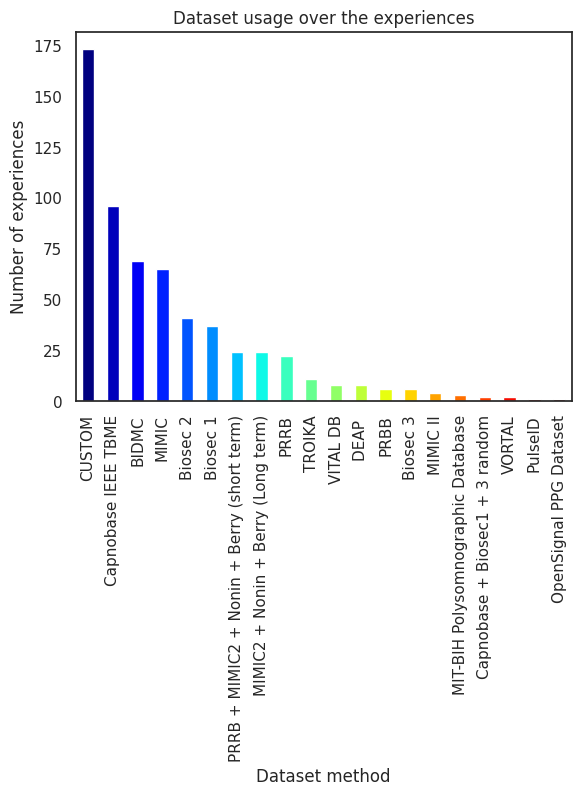 Dataset usage over the experiences
Number of experiences
175
150
125
100
75
50
25
0
CUSTOM
Capnobase IEEE TBME
BIDMC
MIMIC
Biosec 2
Biosec 1
PRRB + MIMIC2 + Nonin + Berry (short term)
MIMIC2 + Nonin + Berry (Long term)
PRRB
TROIKA
VITAL DB
DEAP
PRBB
Biosec 3
MIMIC II
MIT-BIH Polysomnographic Database
Capnobase + Biosec1 + 3 random
VORTAL
PulseID
OpenSignal PPG Dataset
Dataset method